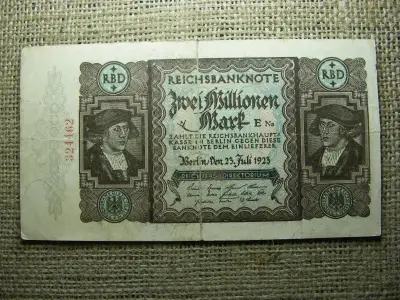 RBD
RBD
REICHSBANKNOTE
Zwei Millionen
Mark
E Na
ZAHLT DIE REICHSBANKHAUPT-
KASSE IN BERLIN GEGEN DIESE
BANKNOTE DEM EINLIEFERER
Berlin, Den 23. Juli 1923
REICHSBANKDIREKTORIUM
324462